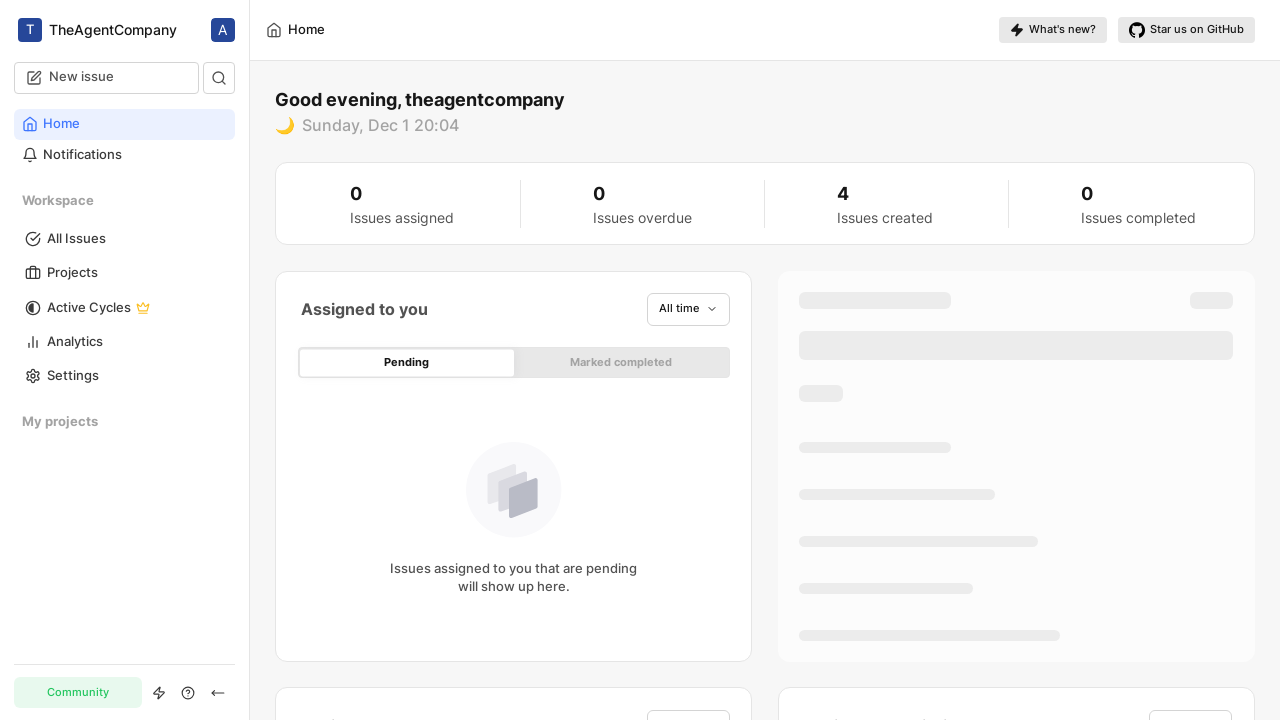 T TheAgentCompany A
Home
What's new?
Star us on GitHub
New issue
Home
Notifications
Workspace
All Issues
Projects
Active Cycles
Analytics
Settings
My projects
Community
Good evening, theagentcompany
🌙 Sunday, Dec 1 20:04
0
Issues assigned
0
Issues overdue
4
Issues created
0
Issues completed
Assigned to you
All time
Pending
Marked completed
Issues assigned to you that are pending
will show up here.